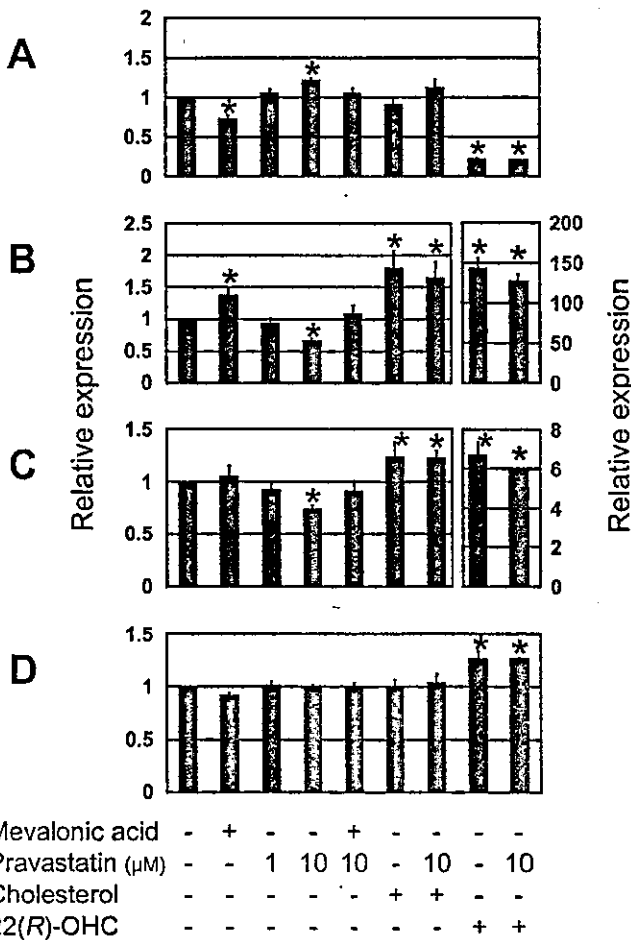 A
2
1.5
1
0.5
0
* * * *
B
2.5
2
1.5
1
0.5
0
* * * * * *
200
150
100
50
0
C
1.5
1
0.5
0
* * * * *
8
6
4
2
0
D
1.5
1
0.5
0
* *
Relative expression
Relative expression
Mevalonic acid - + - - + - - - -
Pravastatin (µM) - - 1 10 10 - 10 - 10
Cholesterol - - - - - + + - -
22(R)-OHC - - - - - - - + +